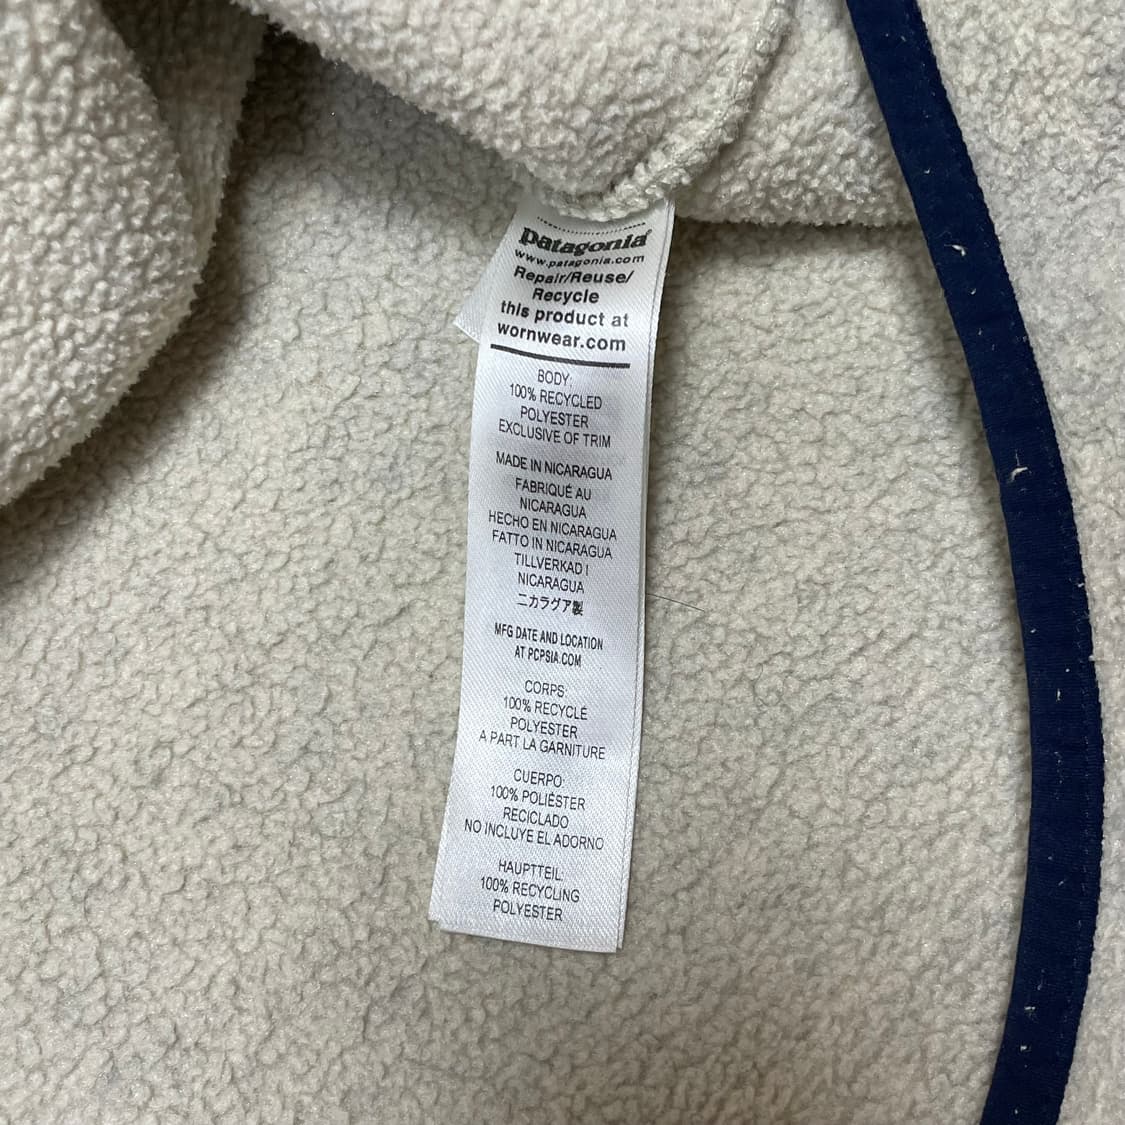 patagonia®
www.patagonia.com
Repair/Reuse/
Recycle
this product at
wornwear.com
BODY:
100% RECYCLED
POLYESTER
EXCLUSIVE OF TRIM
MADE IN NICARAGUA
FABRIQUÉ AU
NICARAGUA
HECHO EN NICARAGUA
FATTO IN NICARAGUA
TILLVERKAD I
NICARAGUA
ニカラグア製
MFG DATE AND LOCATION
AT PCPSIA.COM
CORPS:
100% RECYCLÉ
POLYESTER
A PART LA GARNITURE
CUERPO:
100% POLIÉSTER
RECICLADO
NO INCLUYE EL ADORNO
HAUPTTEIL:
100% RECYCLING
POLYESTER